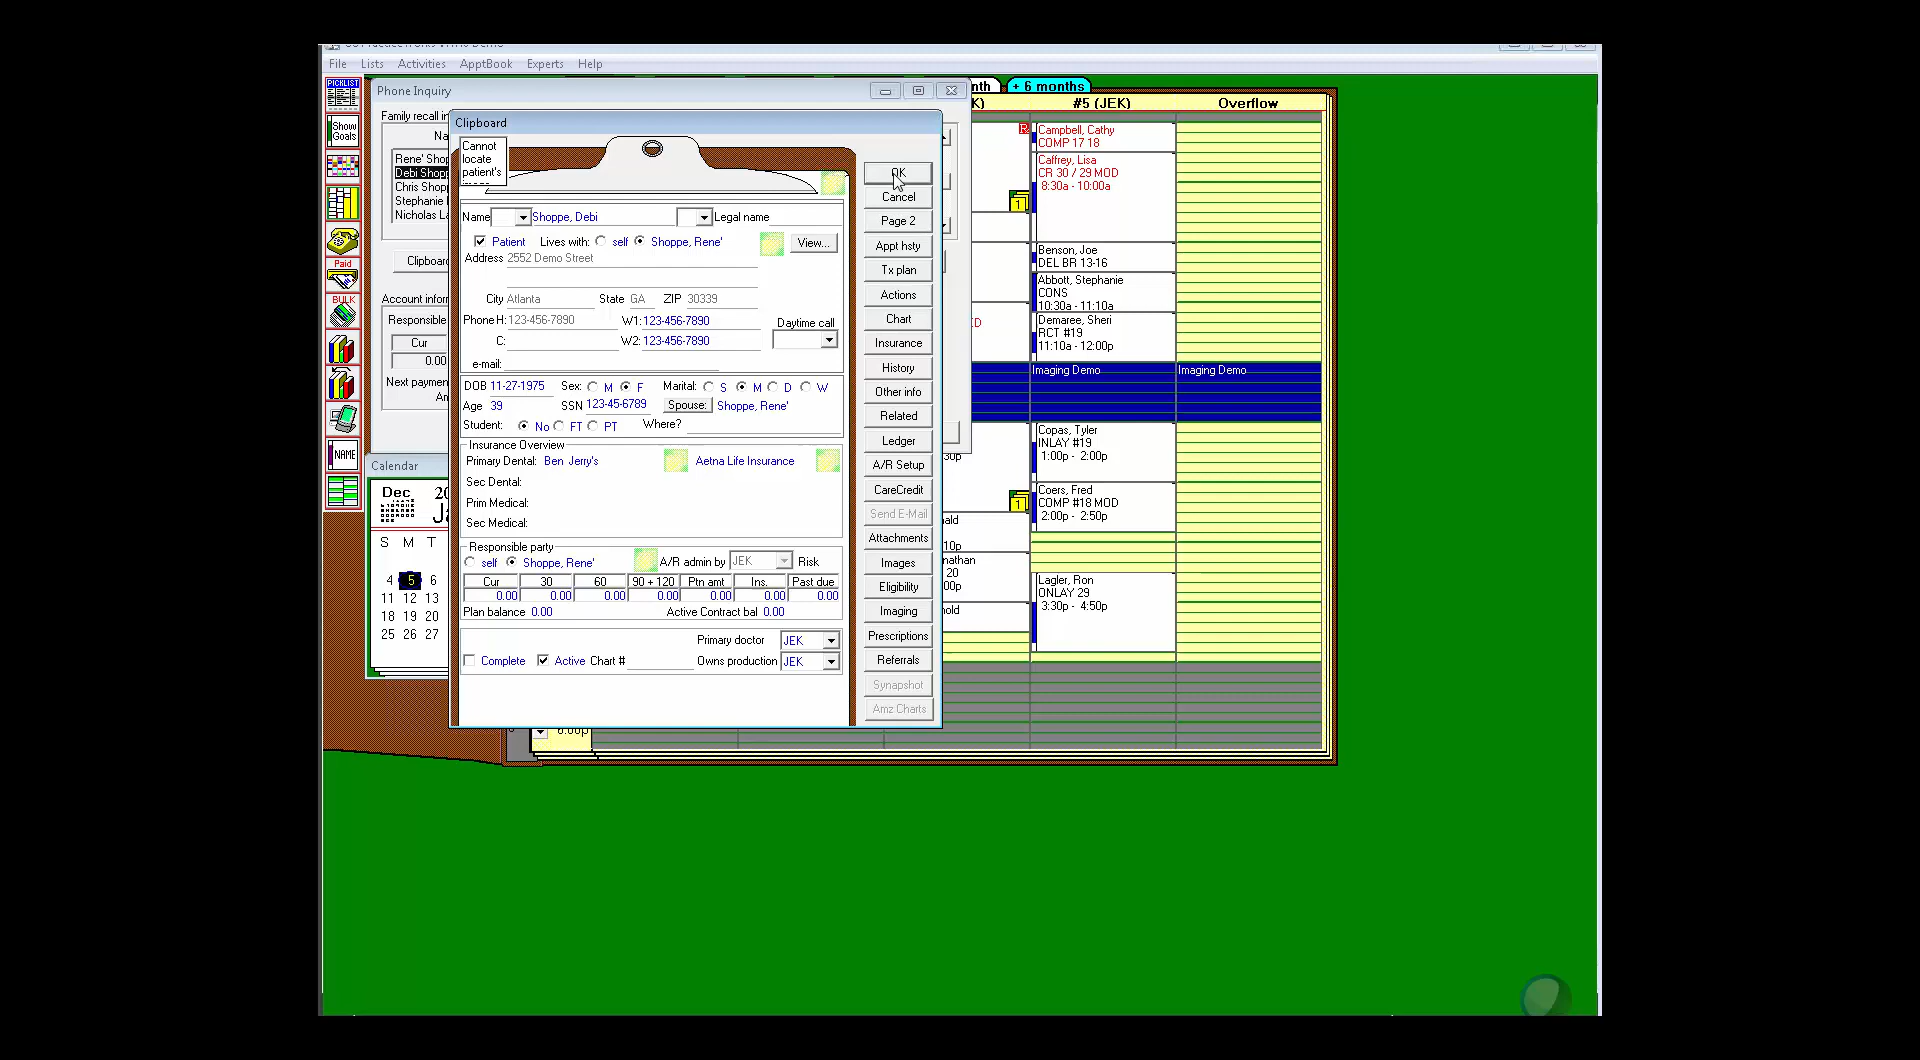 File Lists Activities ApptBook Experts Help
PICKLIST
Show
Goals
Paid
BULK
NAME
Phone Inquiry
Family recall
Rene'
Debi
Chris
Stephanie
Nicholas
Account
Responsible
Cur
0.00
Next
Calendar
Dec
S M T
4 5 6
11 12 13
18 19 20
25 26 27
Clipboard
Cannot
locate
patient's
Name Shoppe, Debi Legal name
Patient Lives with: self Shoppe, Rene' View...
Address 2552 Demo Street
City Atlanta State GA ZIP 30339
Phone H: 123-456-7890 W1: 123-456-7890 Daytime call
C: W2: 123-456-7890
e-mail:
DOB 11-27-1975 Sex: M F Marital: S M D W
Age 39 SSN 123-45-6789 Spouse: Shoppe, Rene'
Student: No FT PT Where?
Insurance Overview
Primary Dental: Ben Jerry's Aetna Life Insurance
Sec Dental:
Prim Medical:
Sec Medical:
Responsible party
self Shoppe, Rene' A/R admin by JEK Risk
Cur 30 60 90 + 120 Ptn amt Ins. Past due
0.00 0.00 0.00 0.00 0.00 0.00 0.00
Plan balance 0.00 Active Contract bal 0.00
Primary doctor JEK
Complete Active Chart # Owns production JEK
OK
Cancel
Page 2
Appt hsty
Tx plan
Actions
Chart
Insurance
History
Other info
Related
Ledger
A/R Setup
CareCredit
Send E-Mail
Attachments
Images
Eligibility
Imaging
Prescriptions
Referrals
Synapshot
Amz Charts
+ 6 months
#5 (JEK) Overflow
R
1
1
20
Campbell, Cathy
COMP 17 18
Caffrey, Lisa
CR 30 / 29 MOD
8:30a - 10:00a
Benson, Joe
DEL BR 13-16
Abbott, Stephanie
CONS
10:30a - 11:10a
Demaree, Sheri
RCT #19
11:10a - 12:00p
Imaging Demo Imaging Demo
Copas, Tyler
INLAY #19
1:00p - 2:00p
Coers, Fred
COMP #18 MOD
2:00p - 2:50p
Lagler, Ron
ONLAY 29
3:30p - 4:50p